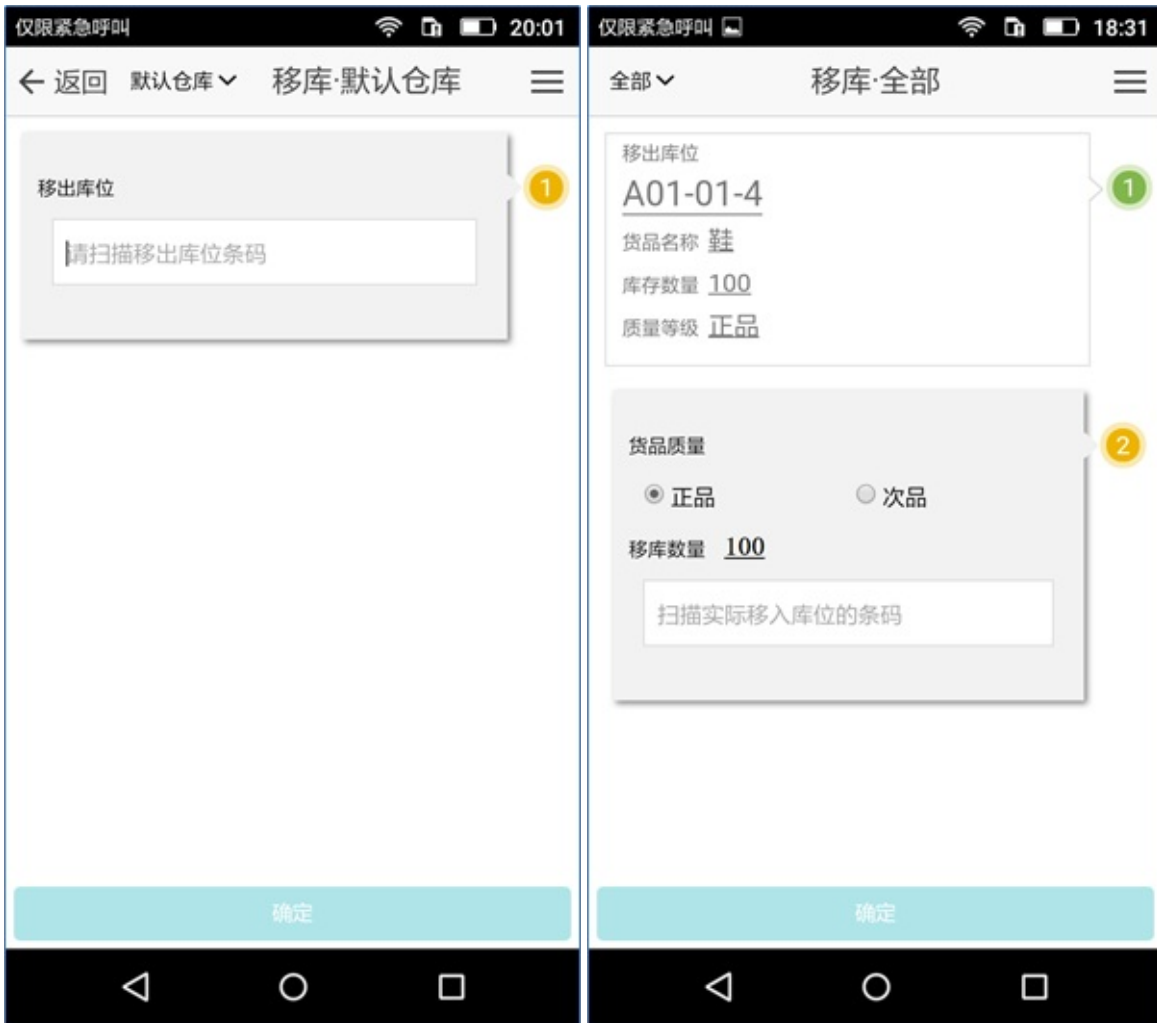 仅限紧急呼叫 20:01
返回 默认仓库 移库·默认仓库
移出库位
1
请扫描移出库位条码
确定
仅限紧急呼叫 18:31
全部 移库·全部
移出库位
1
A01-01-4
货品名称 鞋
库存数量 100
质量等级 正品
货品质量
2
正品 次品
移库数量 100
扫描实际移入库位的条码
确定